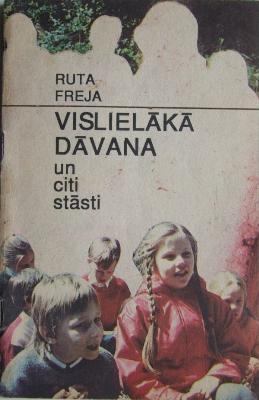 RUTA
FREJA
VISLIELĀKĀ
DĀVANA
un
citi
stāsti